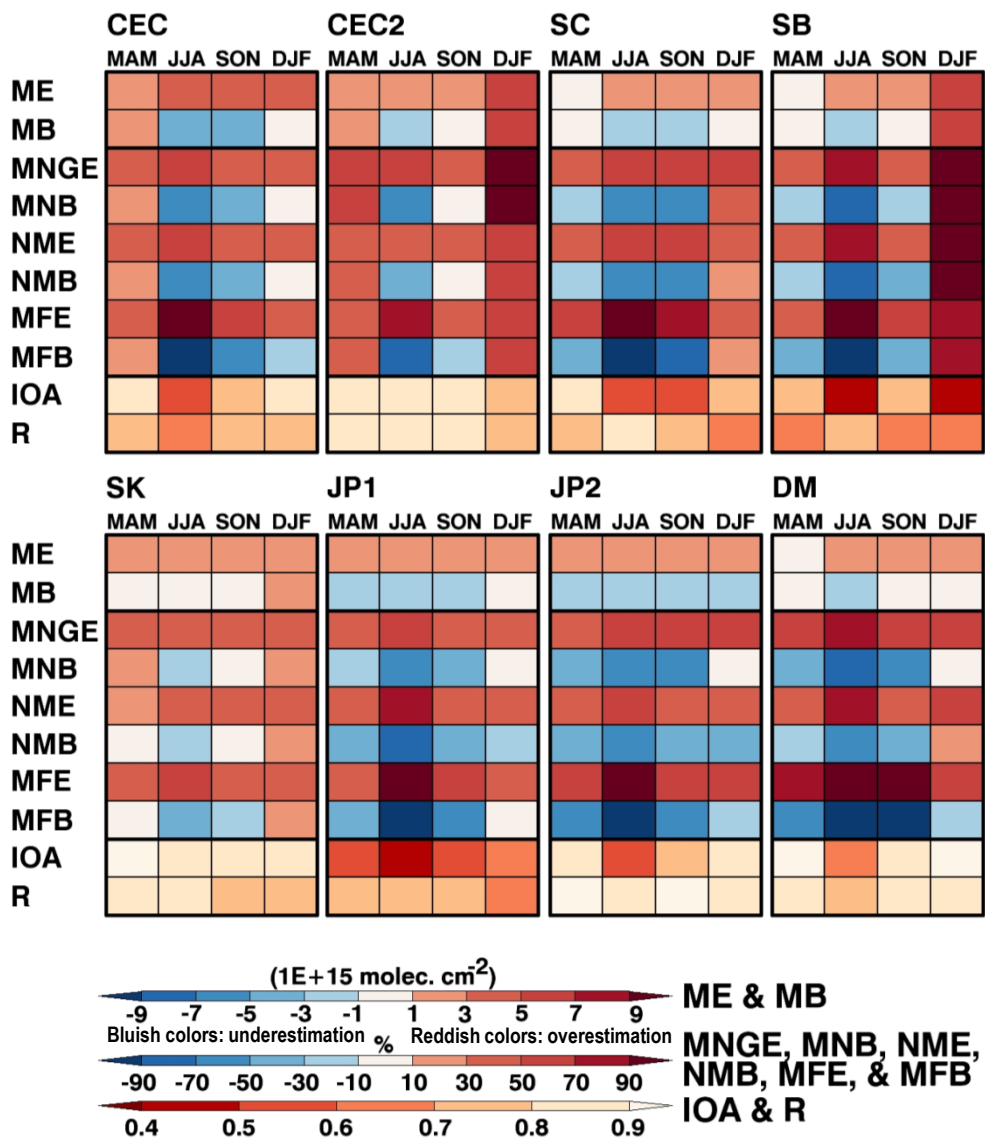 CEC CEC2 SC SB
MAM JJA SON DJF MAM JJA SON DJF MAM JJA SON DJF MAM JJA SON DJF
ME
MB
MNGE
MNB
NME
NMB
MFE
MFB
IOA
R
SK JP1 JP2 DM
MAM JJA SON DJF MAM JJA SON DJF MAM JJA SON DJF MAM JJA SON DJF
ME
MB
MNGE
MNB
NME
NMB
MFE
MFB
IOA
R
(1E+15 molec. cm-2)
ME & MB
-9 -7 -5 -3 -1 1 3 5 7 9
Bluish colors: underestimation % Reddish colors: overestimation
MNGE, MNB, NME,
NMB, MFE, & MFB
-90 -70 -50 -30 -10 10 30 50 70 90
IOA & R
0.4 0.5 0.6 0.7 0.8 0.9